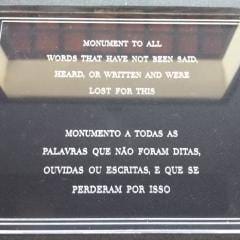 MONUMENT TO ALL
WORDS THAT HAVE NOT BEEN SAID,
HEARD, OR WRITTEN AND WERE
LOST FOR THIS
MONUMENTO A TODAS AS
PALAVRAS QUE NÃO FORAM DITAS,
OUVIDAS OU ESCRITAS, E QUE SE
PERDERAM POR ISSO